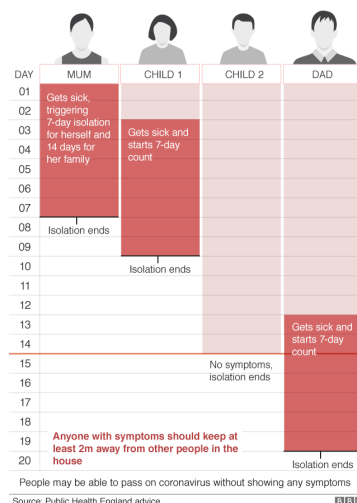 DAY MUM CHILD 1 CHILD 2 DAD
01
02
03
04
05
06
07
08
09
10
11
12
13
14
15
16
17
18
19
20
Gets sick,
triggering
7-day isolation
for herself and
14 days for
her family
Isolation ends
Gets sick and
starts 7-day
count
Isolation ends
No symptoms,
isolation ends
Gets sick and
starts 7-day
count
Isolation ends
Anyone with symptoms should keep at
least 2m away from other people in the
house
People may be able to pass on coronavirus without showing any symptoms
Source: Public Health England advice
BBC